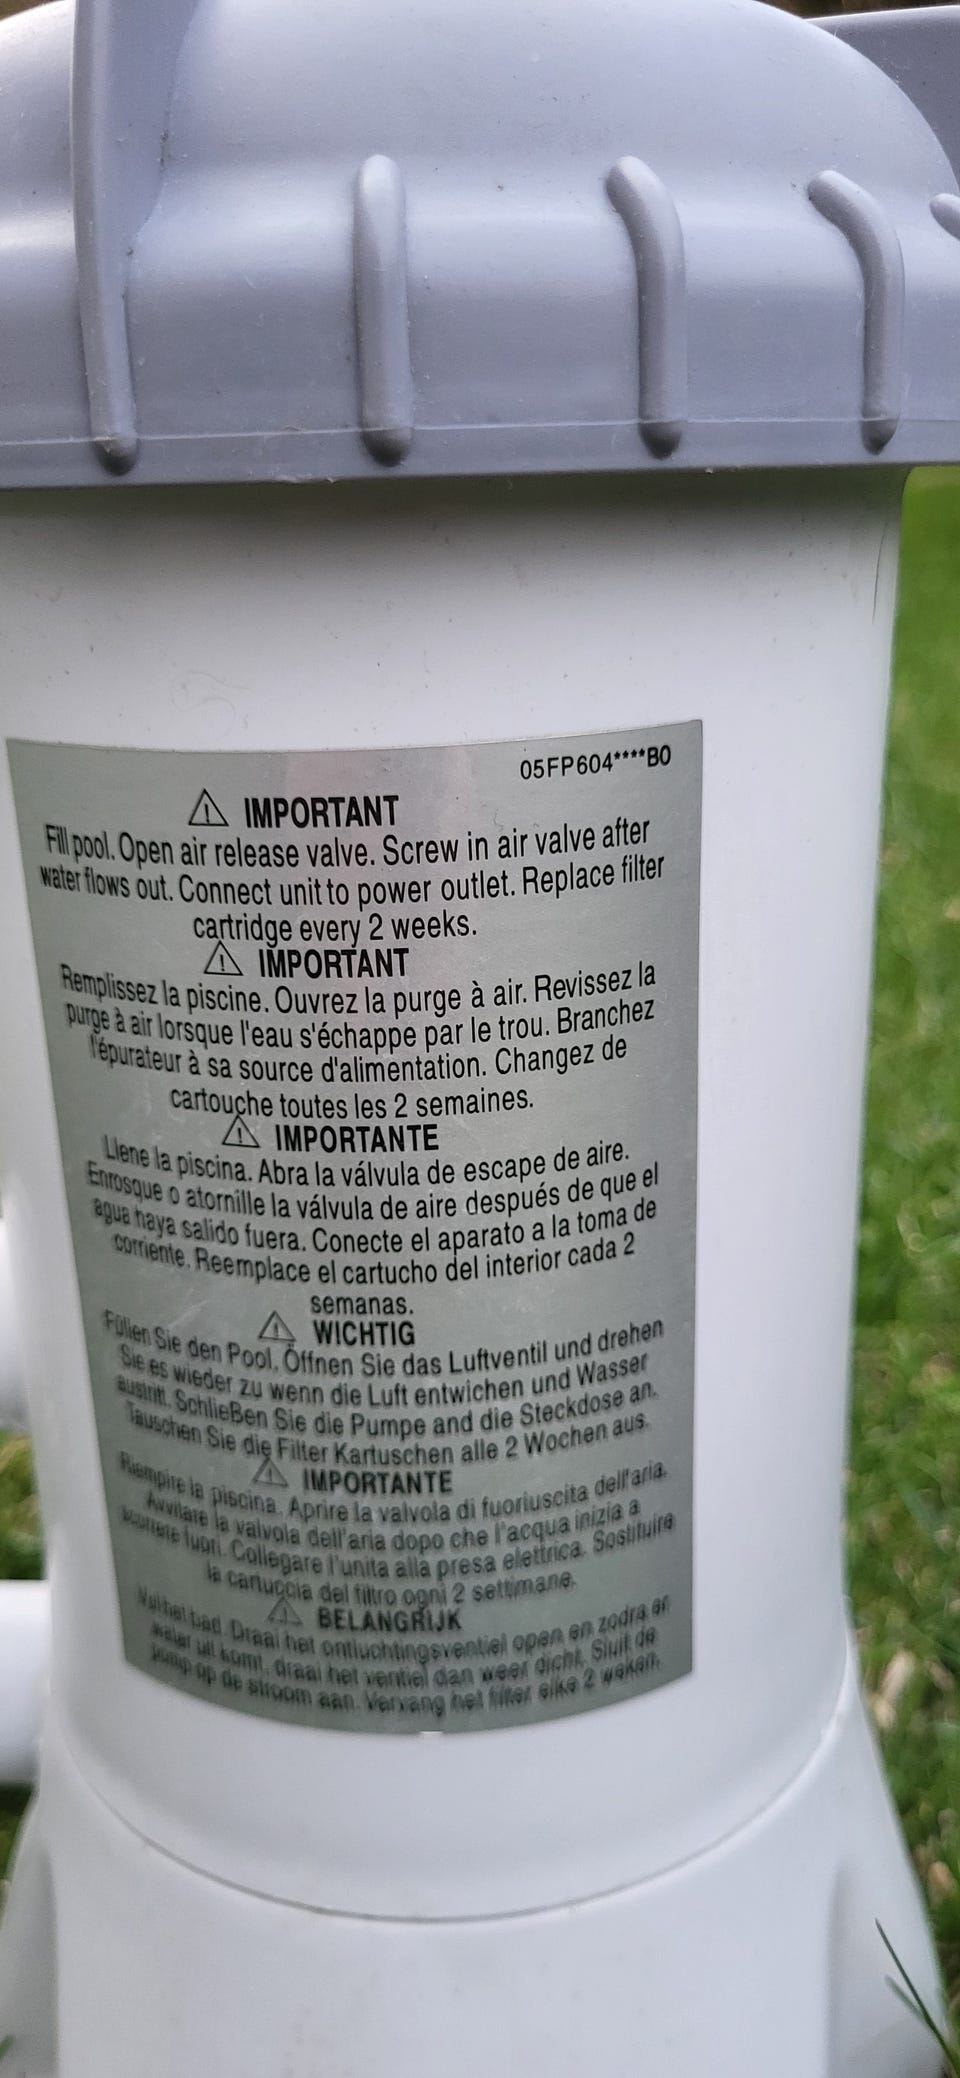 05FP604****B0
⚠ IMPORTANT
Fill pool. Open air release valve. Screw in air valve after
water flows out. Connect unit to power outlet. Replace filter
cartridge every 2 weeks.
⚠ IMPORTANT
Remplissez la piscine. Ouvrez la purge à air. Revissez la
purge à air lorsque l'eau s'échappe par le trou. Branchez
l'épurateur à sa source d'alimentation. Changez de
cartouche toutes les 2 semaines.
⚠ IMPORTANTE
Llene la piscina. Abra la válvula de escape de aire.
Enrosque o atornille la válvula de aire después de que el
agua haya salido fuera. Conecte el aparato a la toma de
corriente. Reemplace el cartucho del interior cada 2
semanas.
⚠ WICHTIG
Füllen Sie den Pool. Öffnen Sie das Luftventil und drehen
Sie es wieder zu wenn die Luft entwichen und Wasser
austritt. Schließen Sie die Pumpe and die Steckdose an.
Tauschen Sie die Filter Kartuschen alle 2 Wochen aus.
⚠ IMPORTANTE
Riempire la piscina. Aprire la valvola di fuoriuscita dell'aria.
Avvitare la valvola dell'aria dopo che l'acqua inizia a
scorrere fuori. Collegare l'unita alla presa elettrica. Sostituire
la cartuccia del filtro ogni 2 settimane.
⚠ BELANGRIJK
Vul het bad. Draai het ontluchtingsventiel open en zodra er
water uit komt, draai het ventiel dan weer dicht. Sluit de
pomp op de stroom aan. Vervang het filter elke 2 weken.